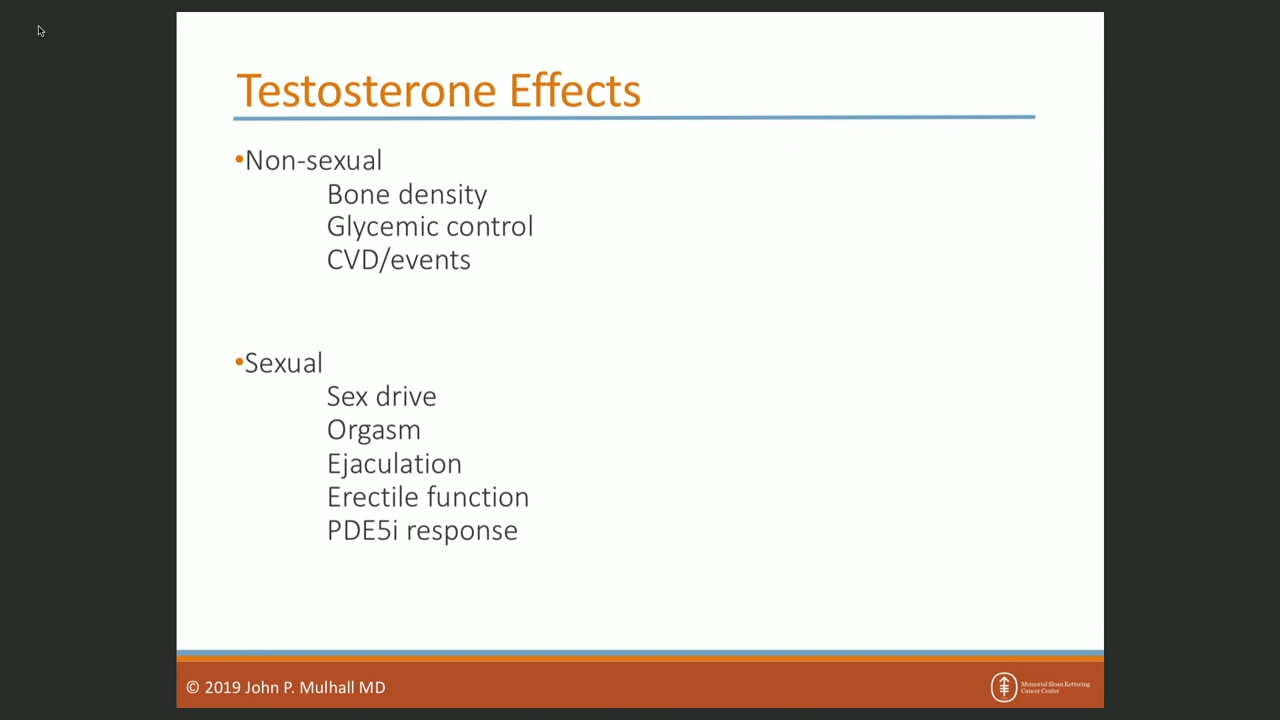 Testosterone Effects
•Non-sexual
Bone density
Glycemic control
CVD/events
•Sexual
Sex drive
Orgasm
Ejaculation
Erectile function
PDE5i response
© 2019 John P. Mulhall MD
Memorial Sloan Kettering
Cancer Center